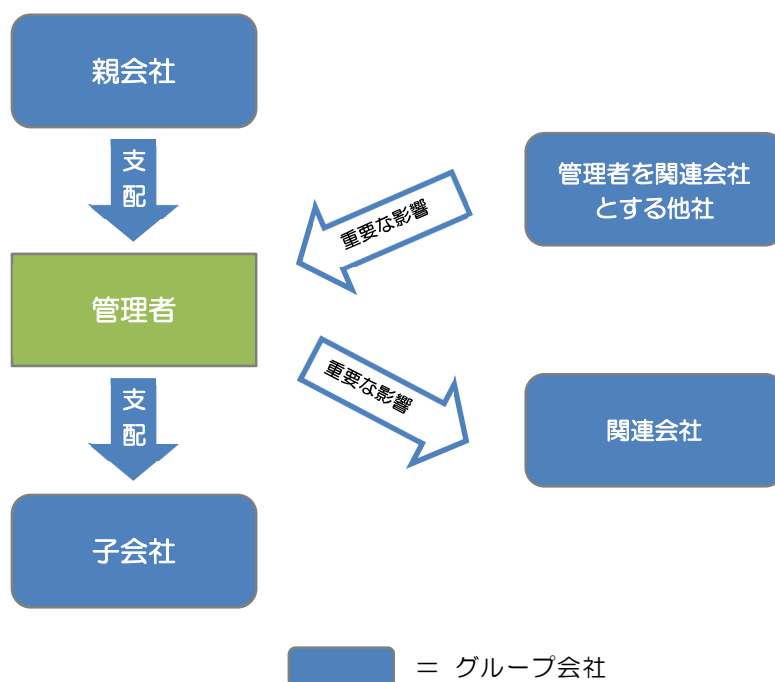 親会社
支
配
管理者を関連会社
とする他社
重要な影響
管理者
重要な影響
支
配
関連会社
子会社
＝ グループ会社